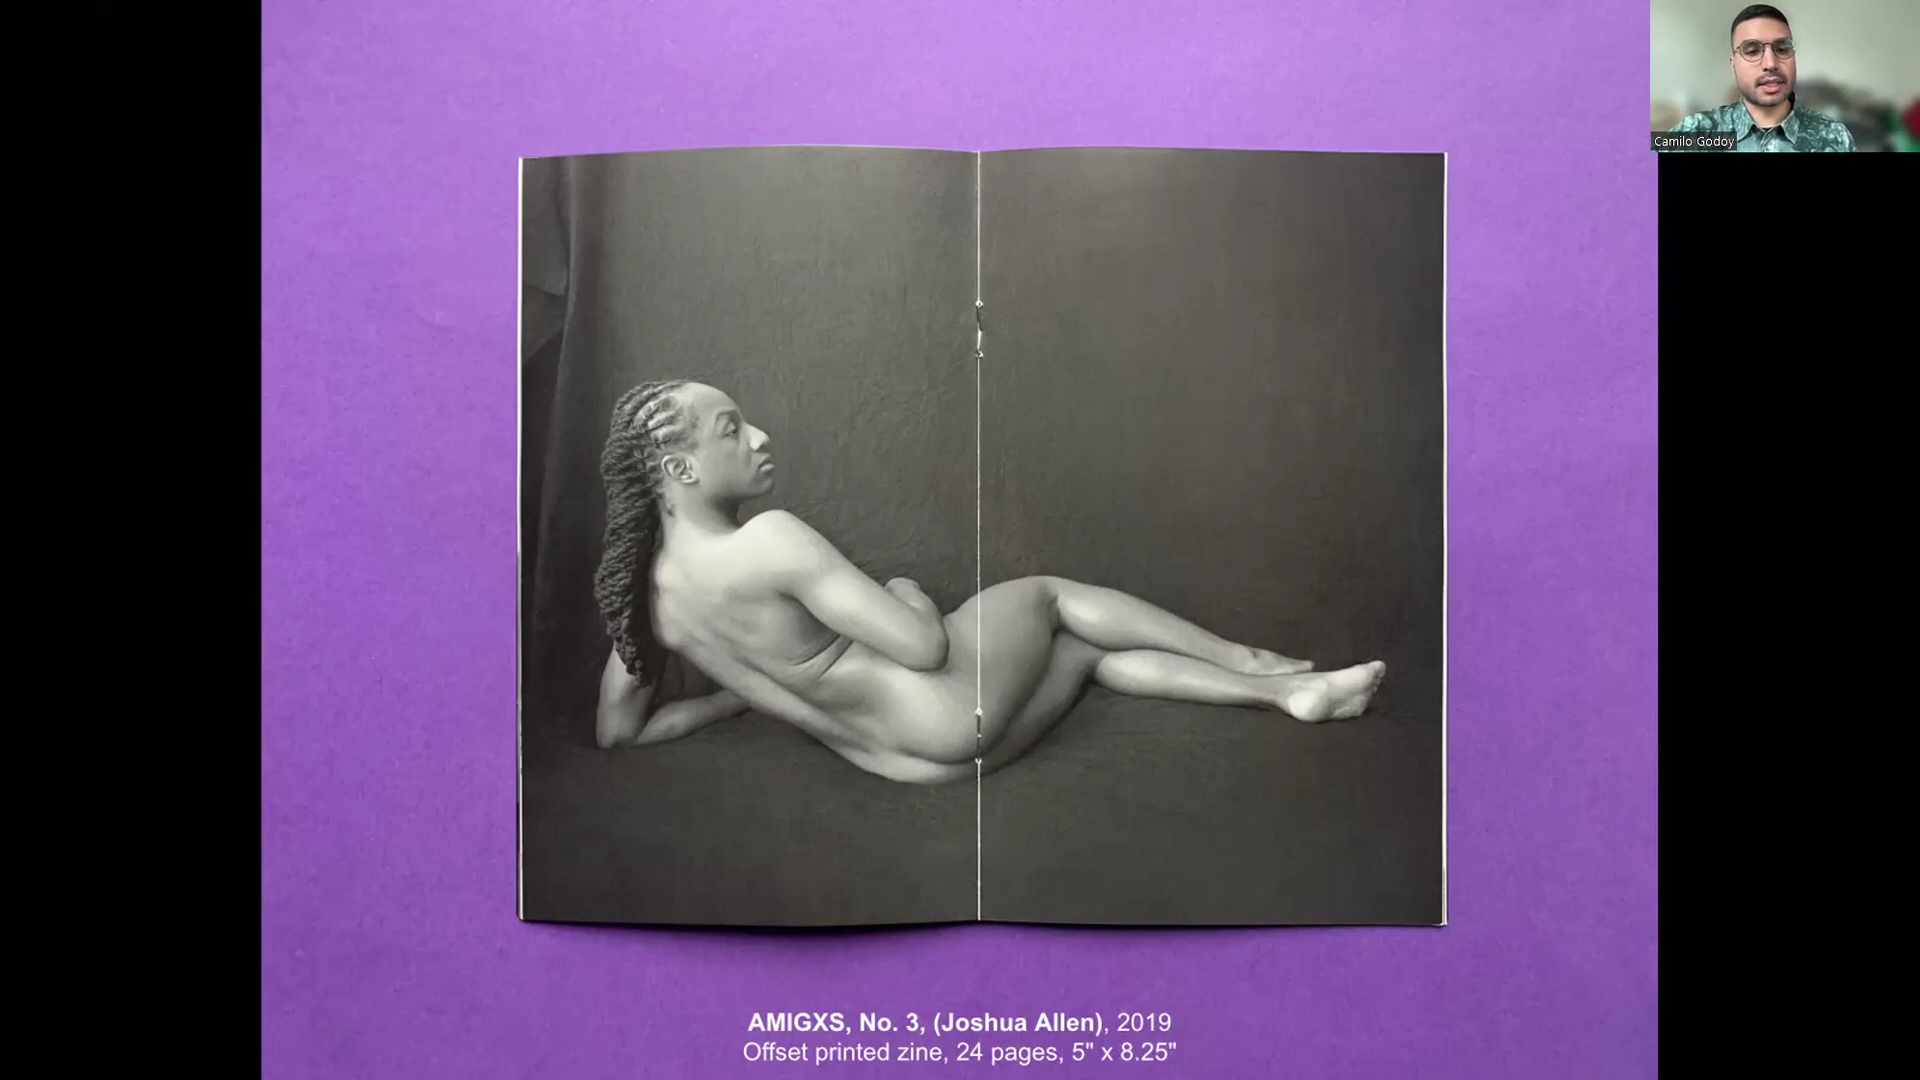 Camilo Godoy
AMIGXS, No. 3, (Joshua Allen), 2019
Offset printed zine, 24 pages, 5" x 8.25"